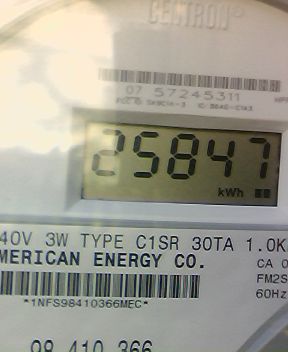 CENTRON®
07 57245311
25847
kWh
40V 3W TYPE C1SR 30TA 1.0K
MERICAN ENERGY CO.
CA 0
FM2S
60Hz
*1NFS98410366MEC*
98 410 366